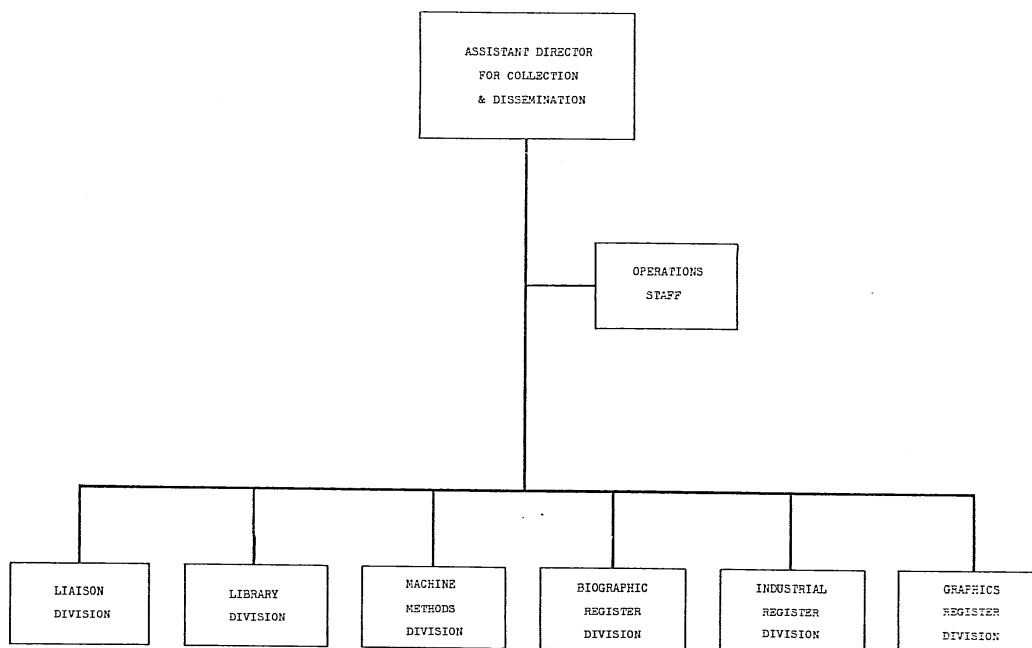 ASSISTANT DIRECTOR
FOR COLLECTION
& DISSEMINATION
OPERATIONS
STAFF
LIAISON
DIVISION
LIBRARY
DIVISION
MACHINE
METHODS
DIVISION
BIOGRAPHIC
REGISTER
DIVISION
INDUSTRIAL
REGISTER
DIVISION
GRAPHICS
REGISTER
DIVISION